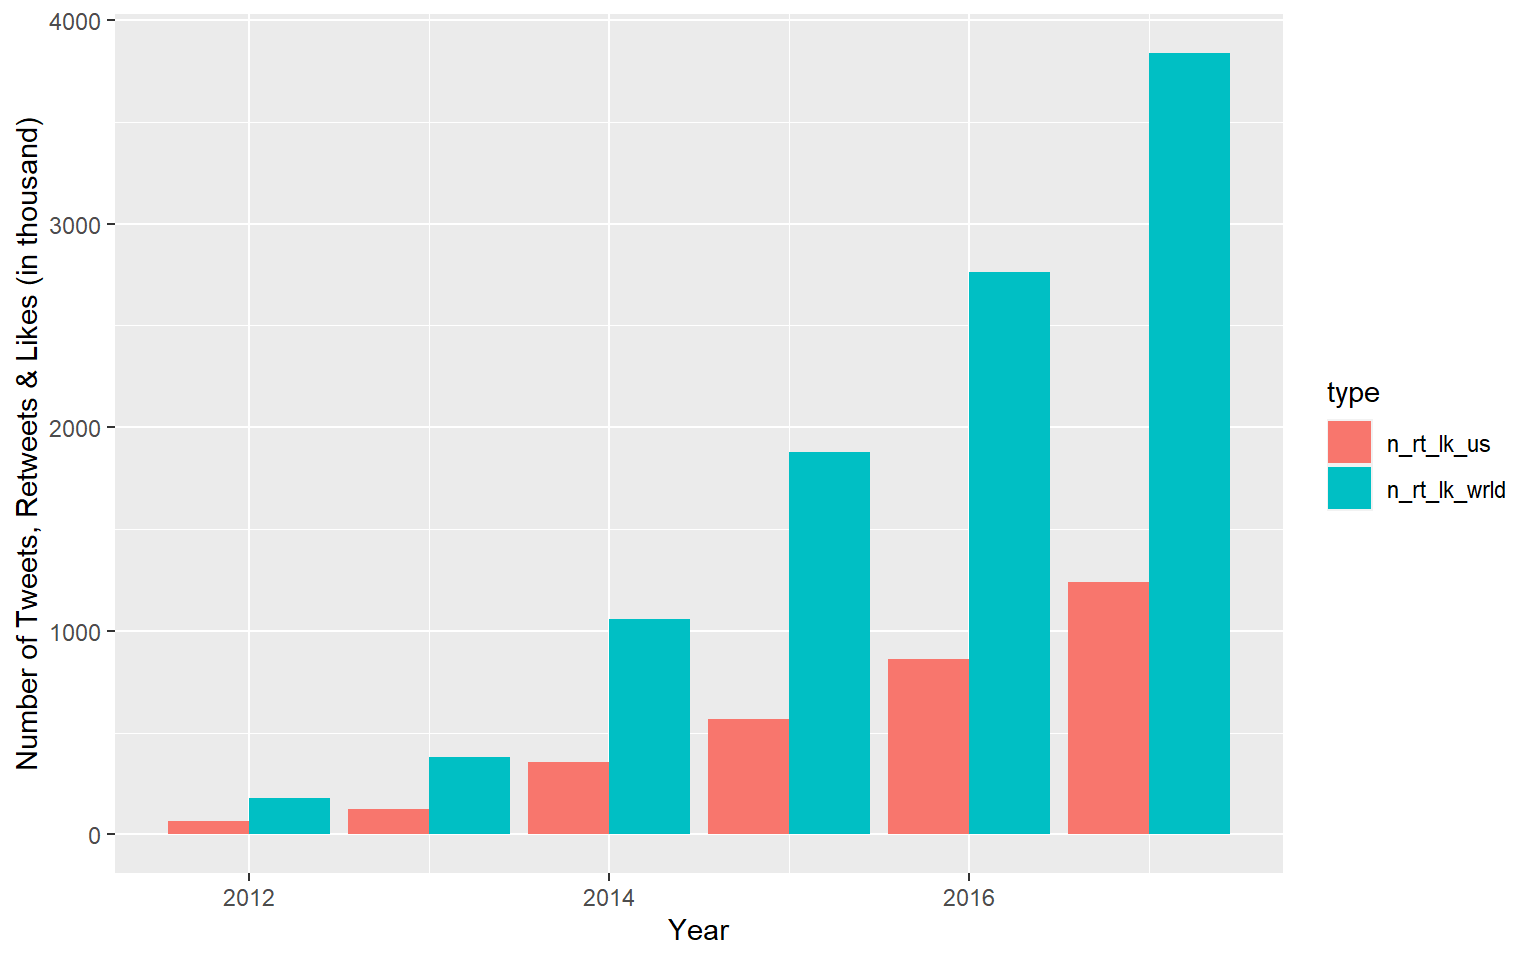 Number of Tweets, Retweets & Likes (in thousand)
4000
3000
2000
1000
0
2012
2014
2016
Year
type
n_rt_lk_us
n_rt_lk_wrld